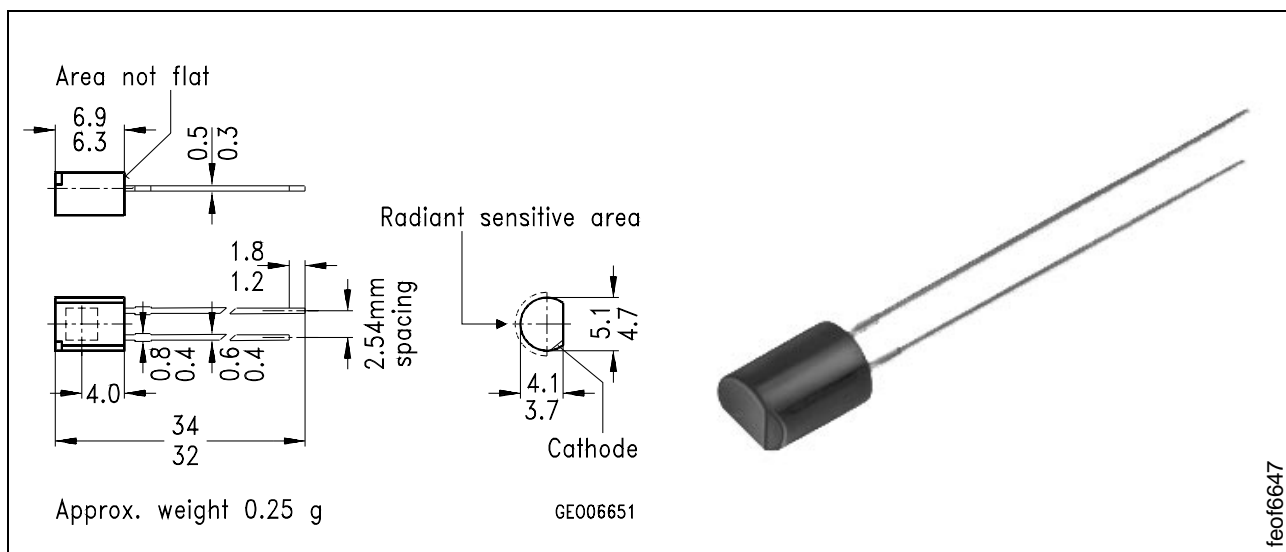 Area not flat
6.9
6.3
0.5
0.3
Radiant sensitive area
1.8
1.2
2.54mm
spacing
5.1
4.7
0.8
0.4
0.6
0.4
4.0
4.1
3.7
34
32
Cathode
Approx. weight 0.25 g
GEO06651
feof6647